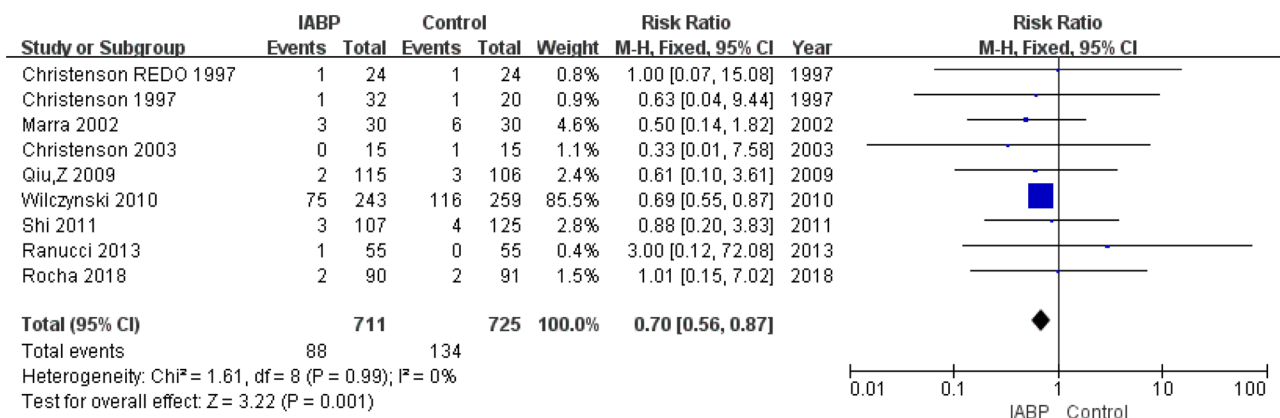 IABP Control Risk Ratio Risk Ratio
Study or Subgroup Events Total Events Total Weight M-H, Fixed, 95% CI Year M-H, Fixed, 95% CI
Christenson REDO 1997 1 24 1 24 0.8% 1.00 [0.07, 15.08] 1997
Christenson 1997 1 32 1 20 0.9% 0.63 [0.04, 9.44] 1997
Marra 2002 3 30 6 30 4.6% 0.50 [0.14, 1.82] 2002
Christenson 2003 0 15 1 15 1.1% 0.33 [0.01, 7.58] 2003
Qiu,Z 2009 2 115 3 106 2.4% 0.61 [0.10, 3.61] 2009
Wilczynski 2010 75 243 116 259 85.5% 0.69 [0.55, 0.87] 2010
Shi 2011 3 107 4 125 2.8% 0.88 [0.20, 3.83] 2011
Ranucci 2013 1 55 0 55 0.4% 3.00 [0.12, 72.08] 2013
Rocha 2018 2 90 2 91 1.5% 1.01 [0.15, 7.02] 2018
Total (95% CI) 711 725 100.0% 0.70 [0.56, 0.87]
Total events 88 134
Heterogeneity: Chi² = 1.61, df = 8 (P = 0.99); I² = 0%
Test for overall effect: Z = 3.22 (P = 0.001)
0.01 0.1 1 10 100
IABP Control